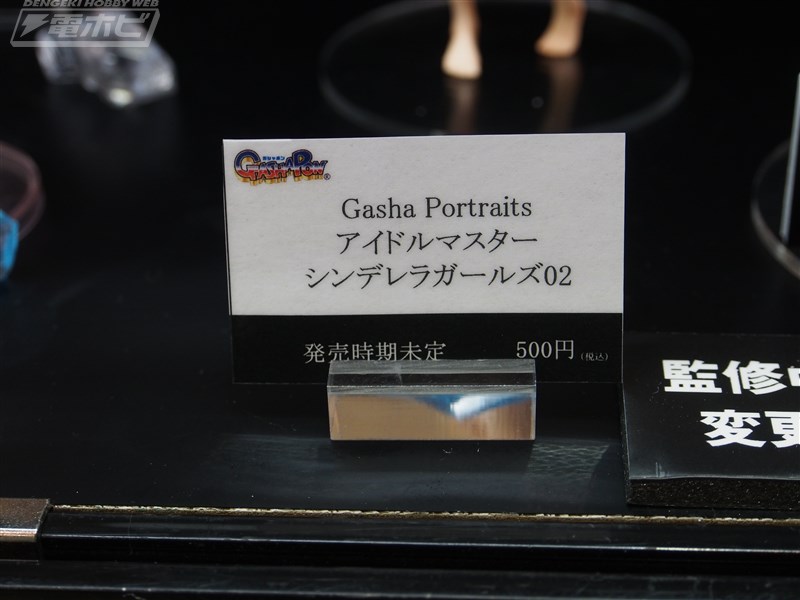 DENGEKI HOBBY WEB
電ホビ
GASHAPON®
Gasha Portraits
アイドルマスター
シンデレラガールズ02
発売時期未定 500円(税込)
監修中
変更